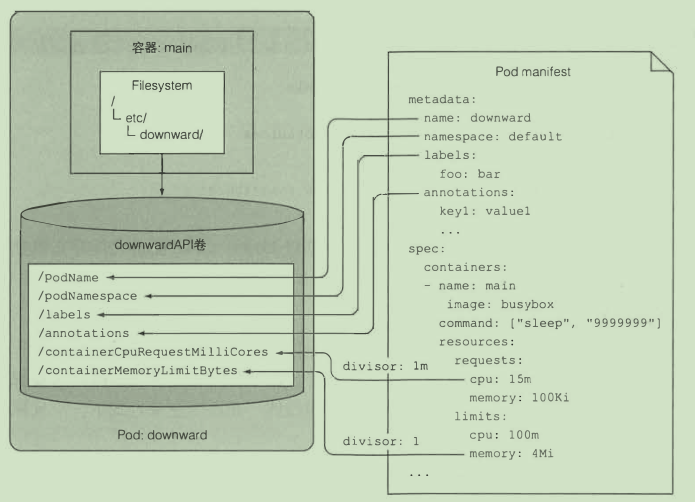 容器: main
Filesystem
/
etc/
downward/
downwardAPI卷
/podName
/podNamespace
/labels
/annotations
/containerCpuRequestMilliCores
/containerMemoryLimitBytes
Pod: downward
divisor: 1m
divisor: 1
Pod manifest
metadata:
name: downward
namespace: default
labels:
foo: bar
annotations:
key1: value1
...
spec:
containers:
- name: main
image: busybox
command: ["sleep", "9999999"]
resources:
requests:
cpu: 15m
memory: 100Ki
limits:
cpu: 100m
memory: 4Mi
...